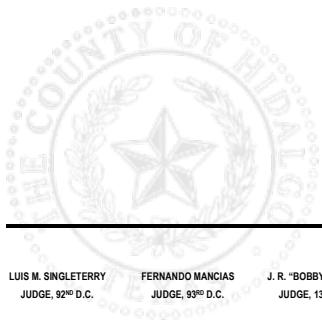 THE COUNTY OF HIDALGO
LUIS M. SINGLETERRY FERNANDO MANCIAS J. R. “BOBBY
JUDGE, 92ND D.C. JUDGE, 93RD D.C. JUDGE, 13